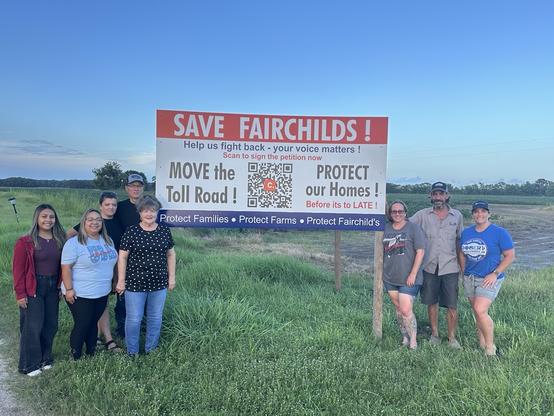 SAVE FAIRCHILDS !
Help us fight back - your voice matters !
Scan to sign the petition now
MOVE the
Toll Road !
PROTECT
our Homes !
Before its to LATE !
Protect Families • Protect Farms • Protect Fairchild's